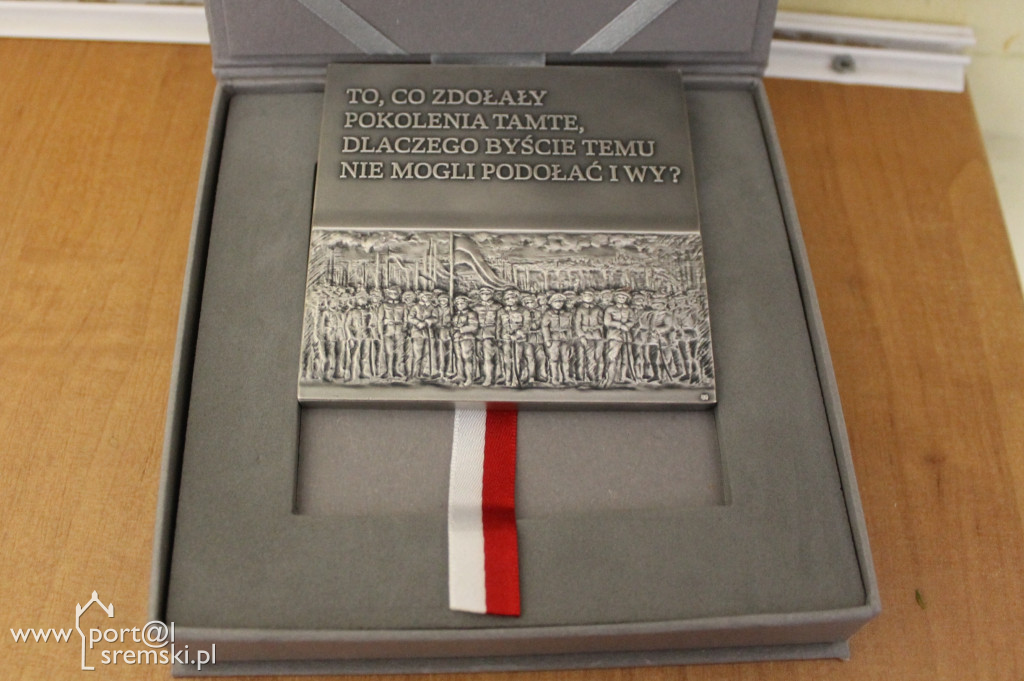 TO, CO ZDOŁAŁY
POKOLENIA TAMTE,
DLACZEGO BYŚCIE TEMU
NIE MOGLI PODOŁAĆ I WY?
www.port@l
sremski.pl